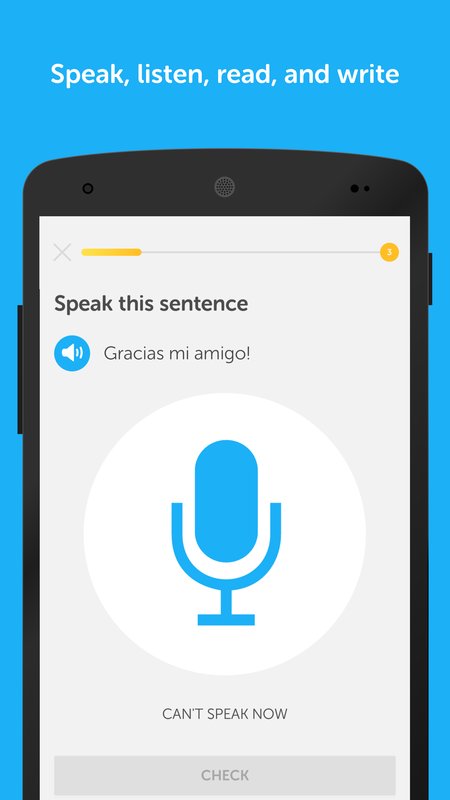 Speak, listen, read, and write
3
Speak this sentence
Gracias mi amigo!
CAN'T SPEAK NOW
CHECK